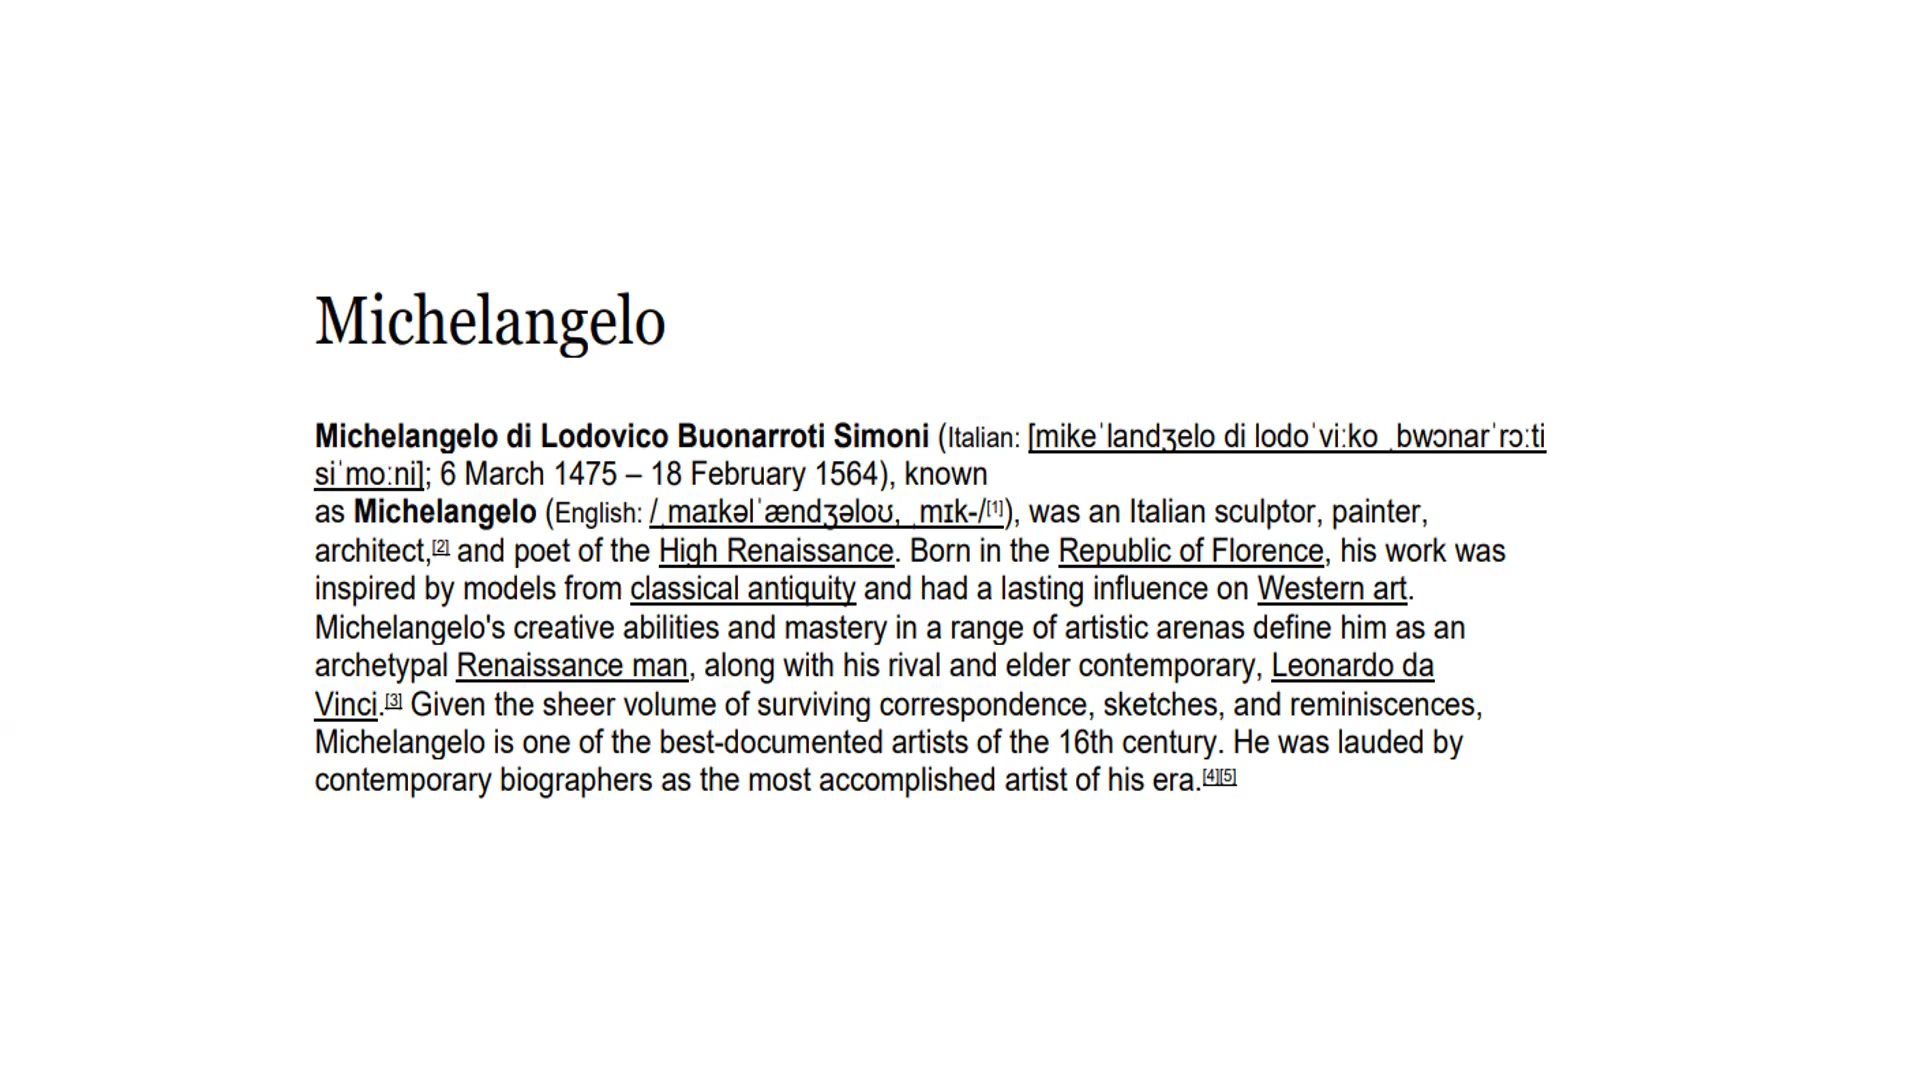 Michelangelo
Michelangelo di Lodovico Buonarroti Simoni (Italian: [mikeˈlandʒelo di lodoˈviːko ˌbwɔnarˈrɔːti
siˈmoːni]; 6 March 1475 – 18 February 1564), known
as Michelangelo (English: /ˌmaɪkəlˈændʒəloʊ, ˌmɪk-/[1]), was an Italian sculptor, painter,
architect,[2] and poet of the High Renaissance. Born in the Republic of Florence, his work was
inspired by models from classical antiquity and had a lasting influence on Western art.
Michelangelo's creative abilities and mastery in a range of artistic arenas define him as an
archetypal Renaissance man, along with his rival and elder contemporary, Leonardo da
Vinci.[3] Given the sheer volume of surviving correspondence, sketches, and reminiscences,
Michelangelo is one of the best-documented artists of the 16th century. He was lauded by
contemporary biographers as the most accomplished artist of his era.[4][5]